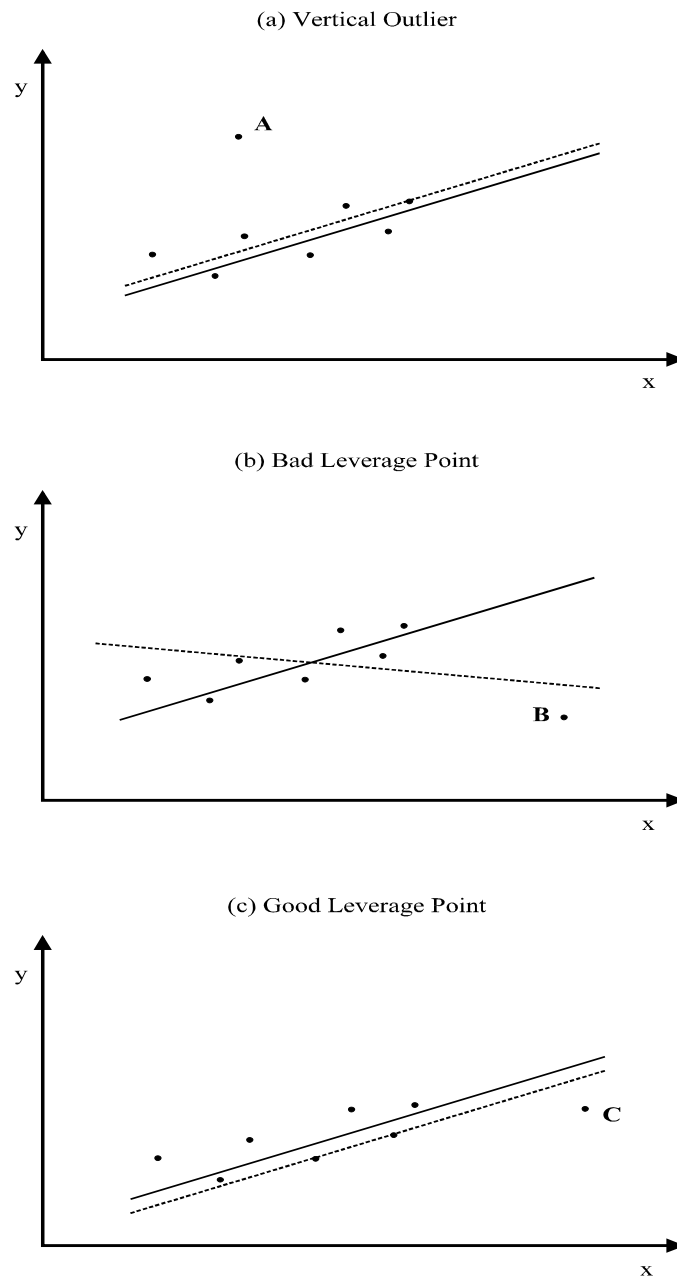 (a) Vertical Outlier
y
A
x
(b) Bad Leverage Point
y
B
x
(c) Good Leverage Point
y
C
x